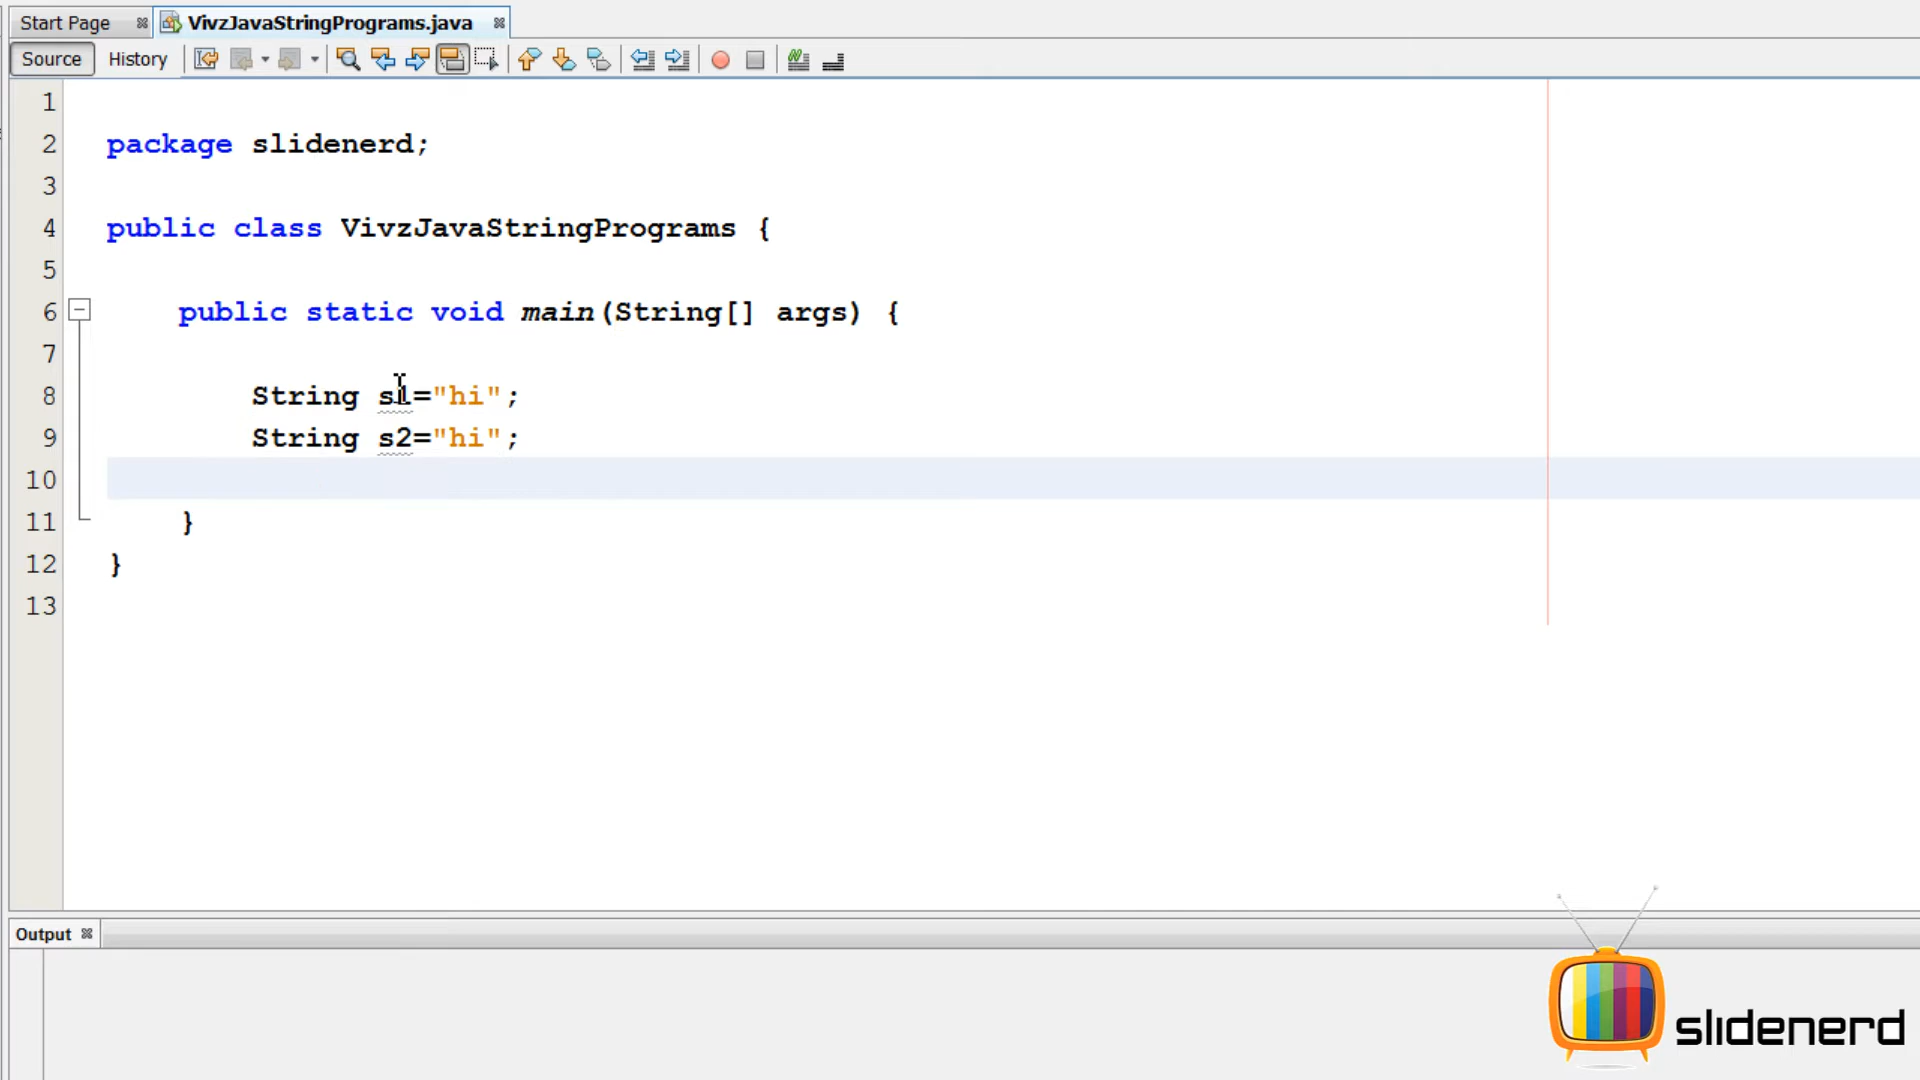 Start Page VivzJavaStringPrograms.java
Source History
1
2 package slidenerd;
3
4 public class VivzJavaStringPrograms {
5
6 public static void main(String[] args) {
7
8 String s1="hi";
9 String s2="hi";
10
11 }
12 }
13
Output
slidenerd